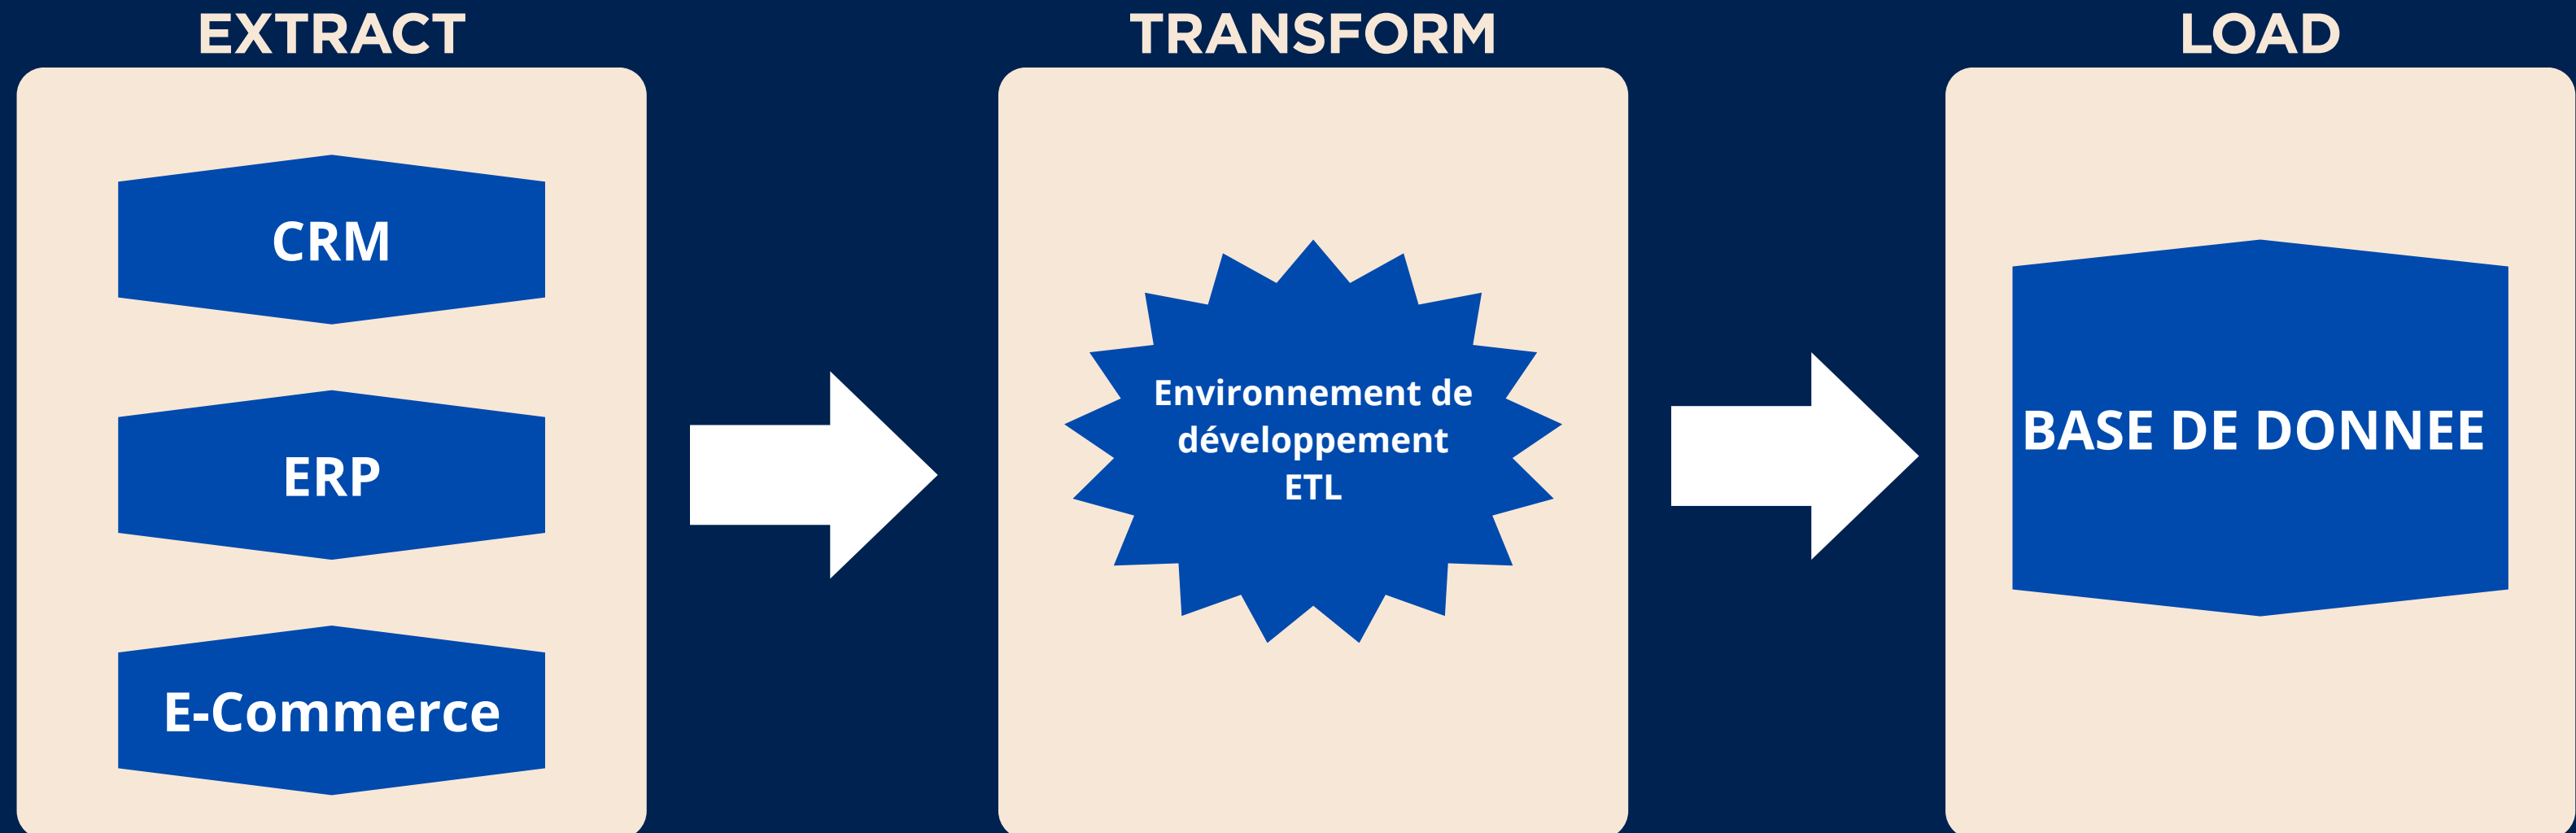 EXTRACT
TRANSFORM
LOAD
CRM
ERP
E-Commerce
Environnement de
développement
ETL
BASE DE DONNEE